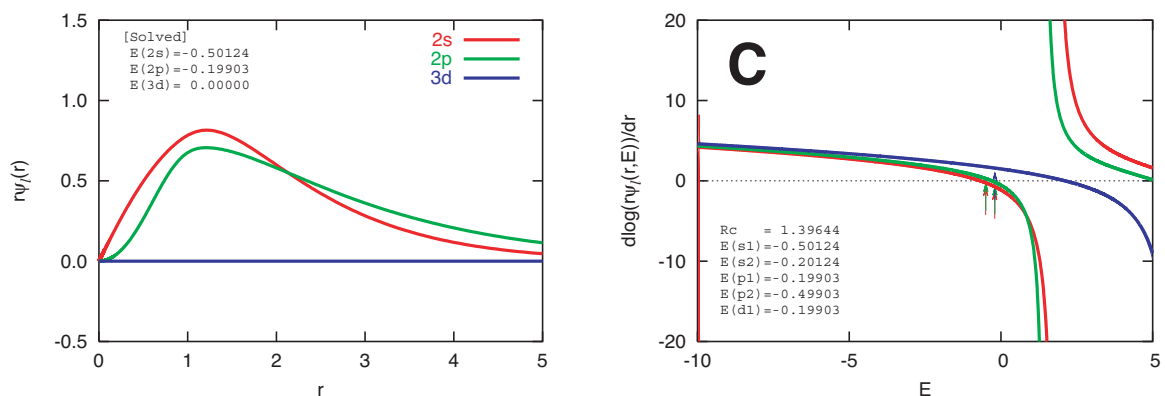 1.5
1.0
0.5
0.0
-0.5
0
1
2
3
4
5
r
rψl(r)
[Solved]
E(2s)=-0.50124
E(2p)=-0.19903
E(3d)= 0.00000
2s
2p
3d
C
20
10
0
-10
-20
-10
-5
0
5
E
dlog(rψl(r,E))/dr
Rc = 1.39644
E(s1)=-0.50124
E(s2)=-0.20124
E(p1)=-0.19903
E(p2)=-0.49903
E(d1)=-0.19903